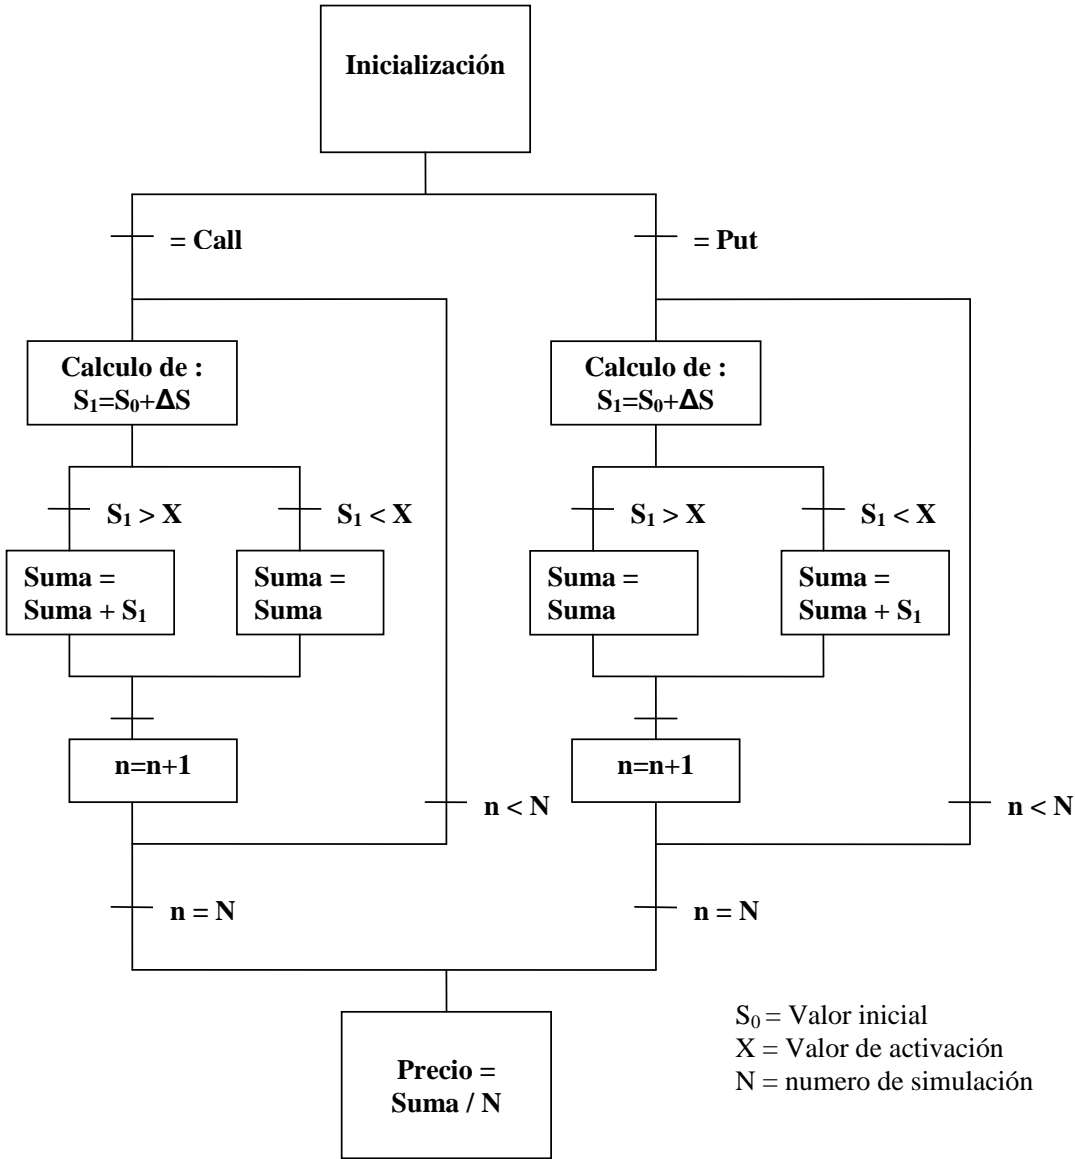 Inicialización
= Call
= Put
Calculo de :
S₁=S₀+ΔS
Calculo de :
S₁=S₀+ΔS
S₁ > X
S₁ < X
S₁ > X
S₁ < X
Suma =
Suma + S₁
Suma =
Suma
Suma =
Suma
Suma =
Suma + S₁
n=n+1
n=n+1
n < N
n < N
n = N
n = N
Precio =
Suma / N
S₀ = Valor inicial
X = Valor de activación
N = numero de simulación